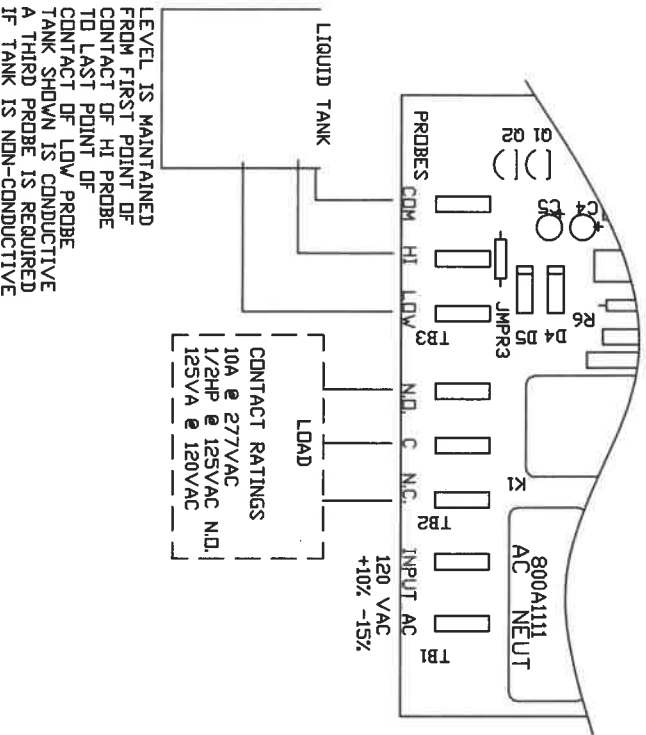 LIQUID TANK
LEVEL IS MAINTAINED
FROM FIRST POINT OF
CONTACT OF HI PROBE
TO LAST POINT OF
CONTACT OF LOW PROBE
TANK SHOWN IS CONDUCTIVE
A THIRD PROBE IS REQUIRED
IF TANK IS NON-CONDUCTIVE
PROBES
COM
HI
LOW
N.O.
C
N.C.
INPUT AC
120 VAC
+10% -15%
LOAD
CONTACT RATINGS
10A @ 277VAC
1/2HP @ 125VAC N.O.
125VA @ 120VAC
Q1
Q2
C4
C5
JMPR3
D4
D5
R6
K1
TB3
TB2
TB1
800A1111
AC NEUT